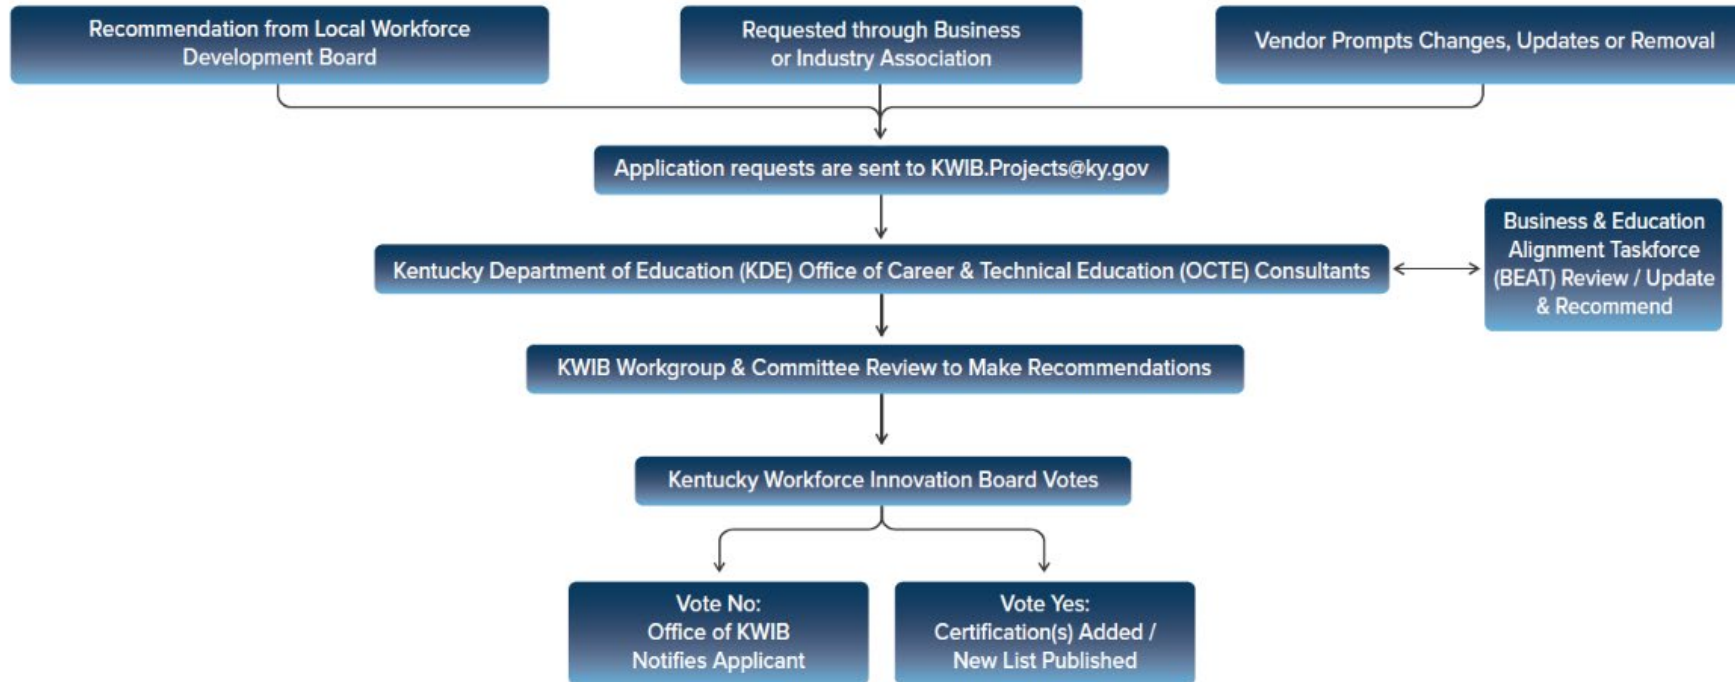 Recommendation from Local Workforce
Development Board
Requested through Business
or Industry Association
Vendor Prompts Changes, Updates or Removal
Application requests are sent to KWIB.Projects@ky.gov
Kentucky Department of Education (KDE) Office of Career & Technical Education (OCTE) Consultants
Business & Education
Alignment Taskforce
(BEAT) Review / Update
& Recommend
KWIB Workgroup & Committee Review to Make Recommendations
Kentucky Workforce Innovation Board Votes
Vote No:
Office of KWIB
Notifies Applicant
Vote Yes:
Certification(s) Added /
New List Published